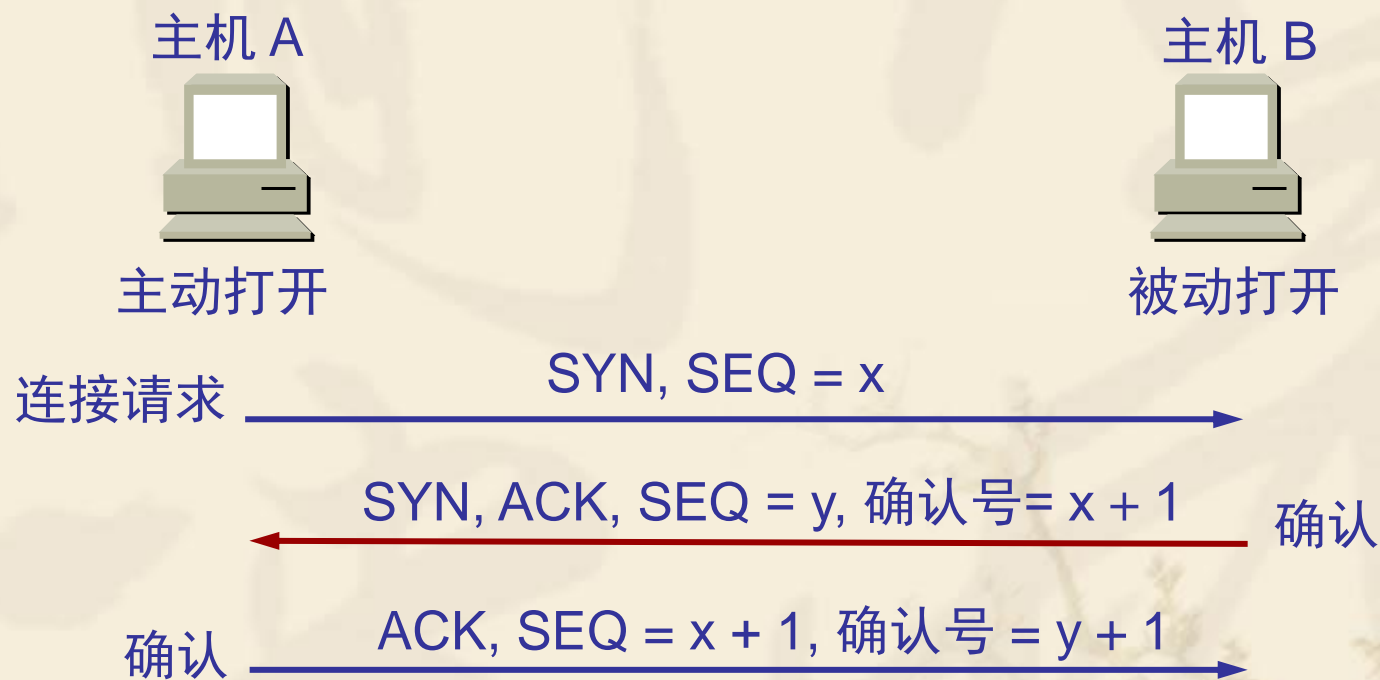 主机 A
主机 B
主动打开
被动打开
连接请求
SYN, SEQ = x
SYN, ACK, SEQ = y, 确认号= x + 1
确认
确认
ACK, SEQ = x + 1, 确认号 = y + 1